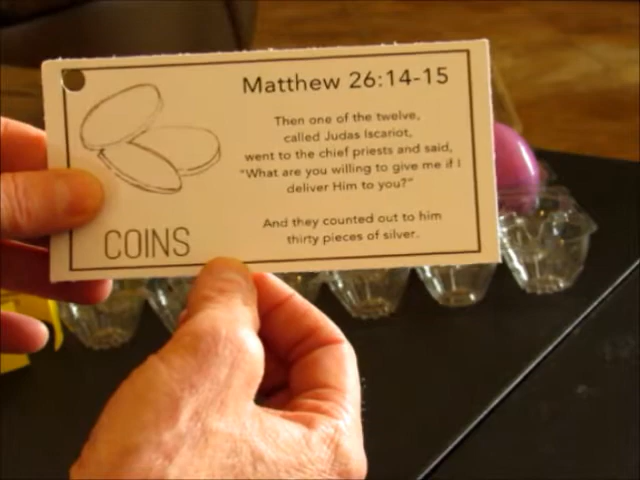 Matthew 26:14-15
Then one of the twelve,
called Judas Iscariot,
went to the chief priests and said,
"What are you willing to give me if I
deliver Him to you?"
And they counted out to him
thirty pieces of silver.
COINS